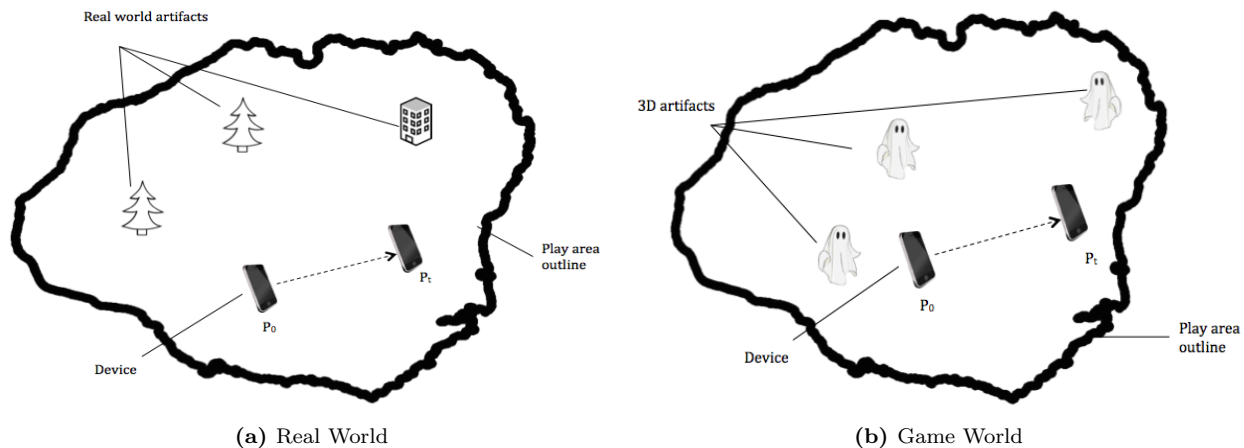 Real world artifacts
Play area
outline
P₀
Pₜ
Device
(a) Real World
3D artifacts
P₀
Pₜ
Play area
outline
Device
(b) Game World